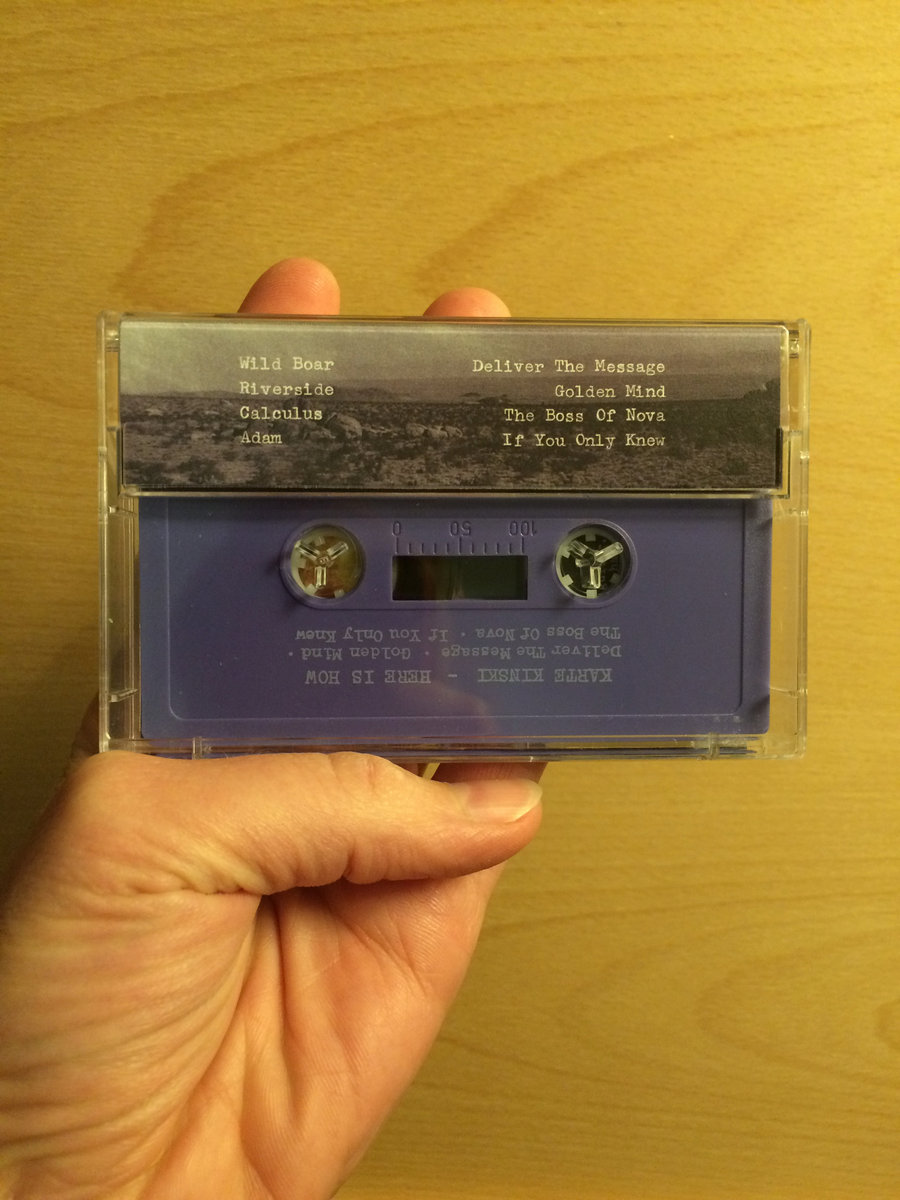 Wild Boar
Riverside
Calculus
Adam
Deliver The Message
Golden Mind
The Boss Of Nova
If You Only Knew
0 50 100
KARTE KINSKI - HERE IS HOW
Deliver The Message · Golden Mind ·
The Boss Of Nova · If You Only Knew